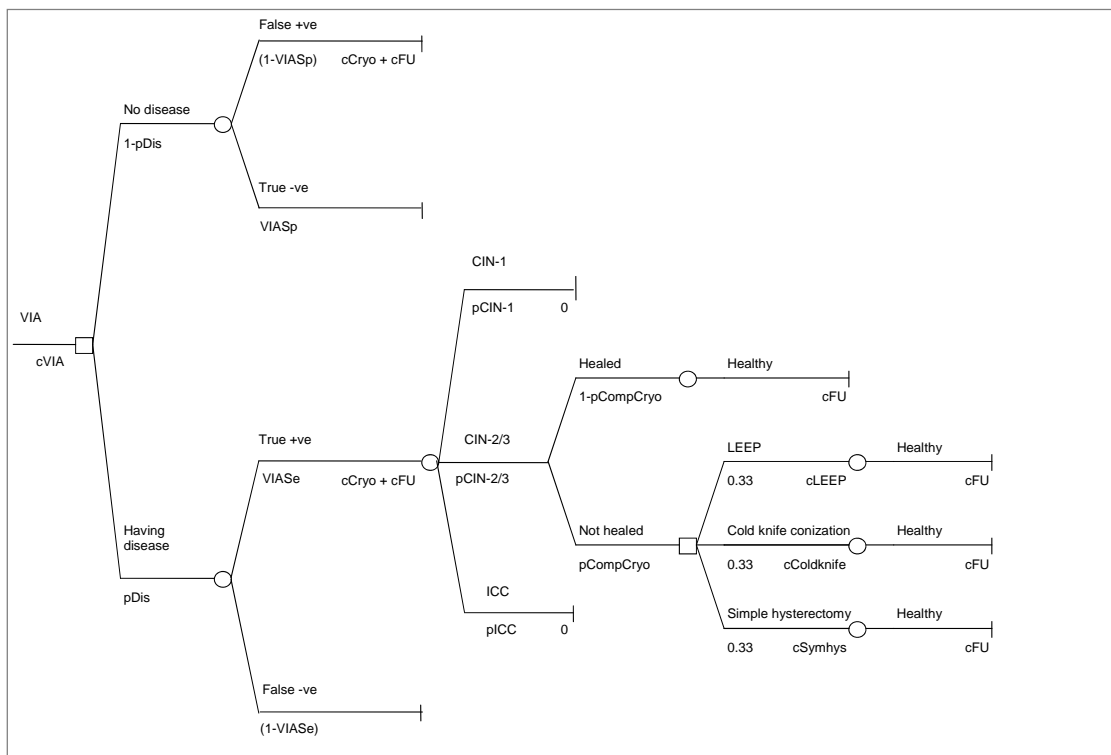 False +ve
(1-VIASp) cCryo + cFU
No disease
1-pDis
True -ve
VIASp
CIN-1
pCIN-1 0
VIA
cVIA
Healed Healthy
1-pCompCryo cFU
True +ve CIN-2/3 LEEP Healthy
VIASe cCryo + cFU pCIN-2/3 0.33 cLEEP cFU
Having
disease
Not healed Cold knife conization Healthy
pCompCryo 0.33 cColdknife cFU
pDis
ICC
pICC 0
Simple hysterectomy Healthy
0.33 cSymhys cFU
False -ve
(1-VIASe)